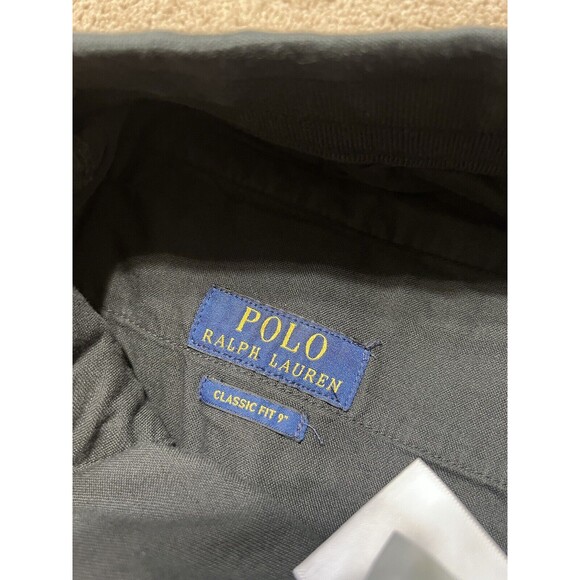 POLO
RALPH LAUREN
CLASSIC FIT 9"